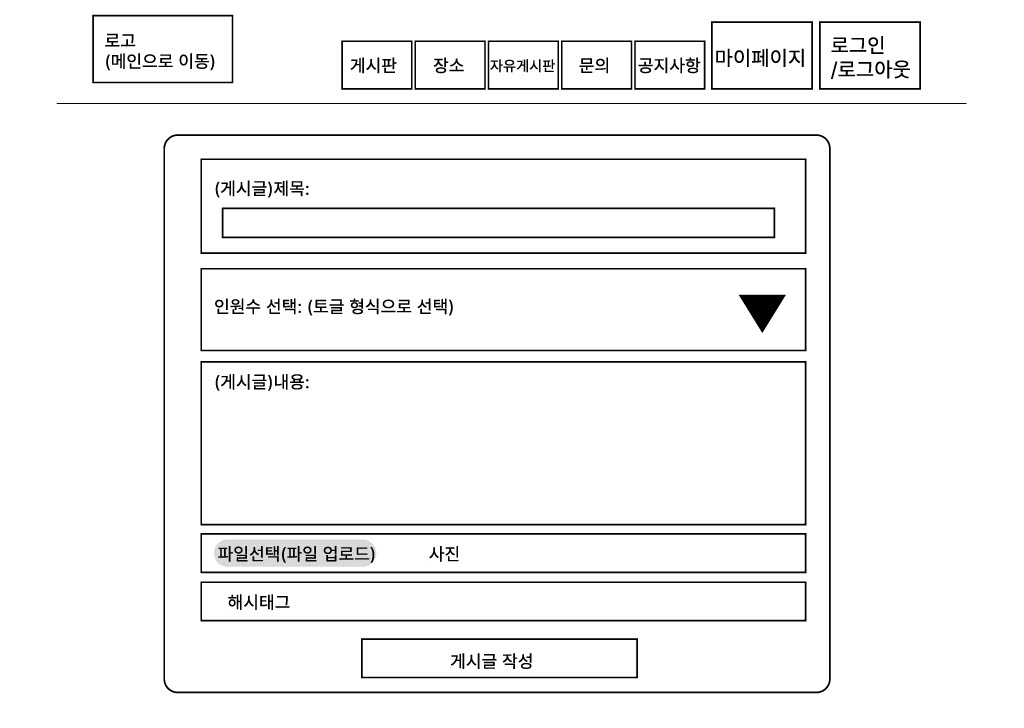 로고
(메인으로 이동)
게시판
장소
자유게시판
문의
공지사항
마이페이지
로그인
/로그아웃
(게시글)제목:
인원수 선택: (토글 형식으로 선택)
(게시글)내용:
파일선택(파일 업로드)
사진
해시태그
게시글 작성